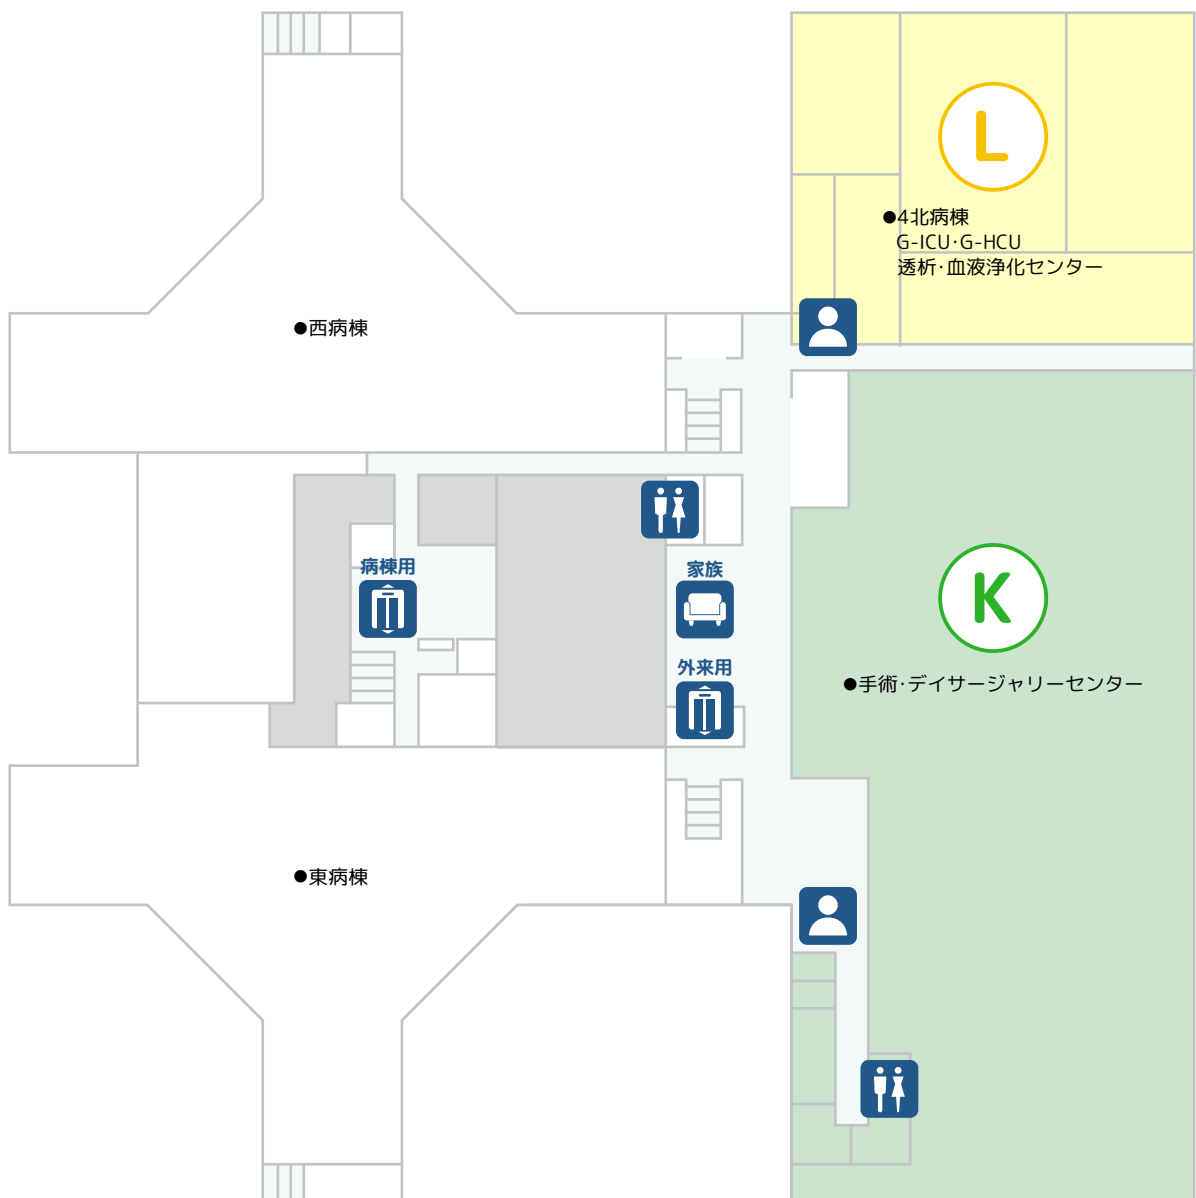 L
●4北病棟
G-ICU·G-HCU
透析·血液浄化センター
●西病棟
病棟用
家族
K
外来用
●手術·デイサージャリーセンター
●東病棟